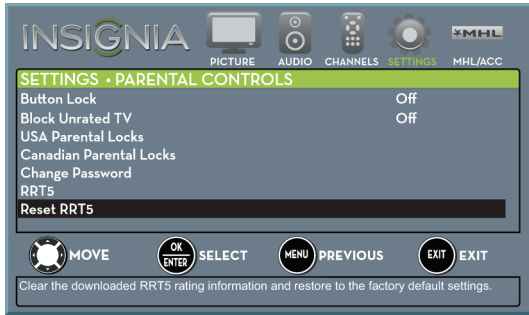 INSIGNIA
PICTURE AUDIO CHANNELS SETTINGS MHL/ACC
MHL
SETTINGS • PARENTAL CONTROLS
Button Lock Off
Block Unrated TV Off
USA Parental Locks
Canadian Parental Locks
Change Password
RRT5
Reset RRT5
MOVE OK ENTER SELECT MENU PREVIOUS EXIT EXIT
Clear the downloaded RRT5 rating information and restore to the factory default settings.